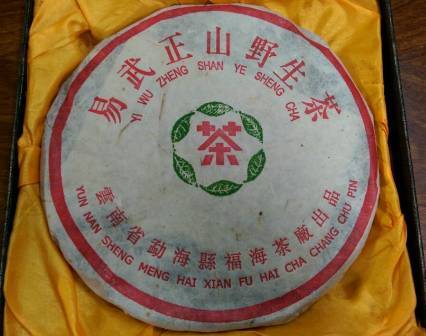 易武正山野生茶
YI WU ZHENG SHAN YE SHENG CHA
茶
雲南省勐海縣福海茶廠出品
YUN NAN SHENG MENG HAI XIAN FU HAI CHA CHANG CHU PIN